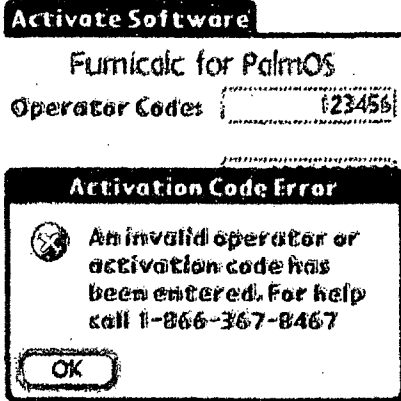 Activate Software
Fumicalc for PalmOS
Operator Code: 123456
Activation Code Error
An invalid operator or
activation code has
been entered. For help
call 1-866-367-8467
OK